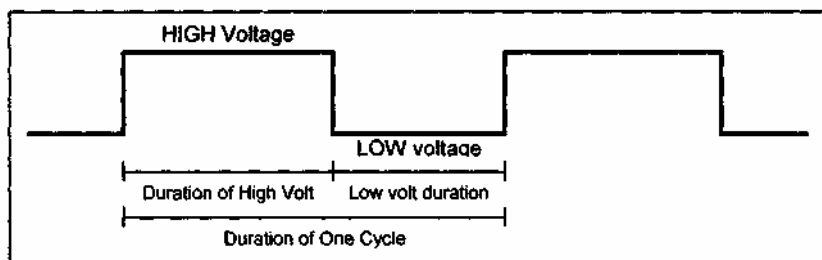 HIGH Voltage
LOW voltage
Duration of High Volt Low volt duration
Duration of One Cycle